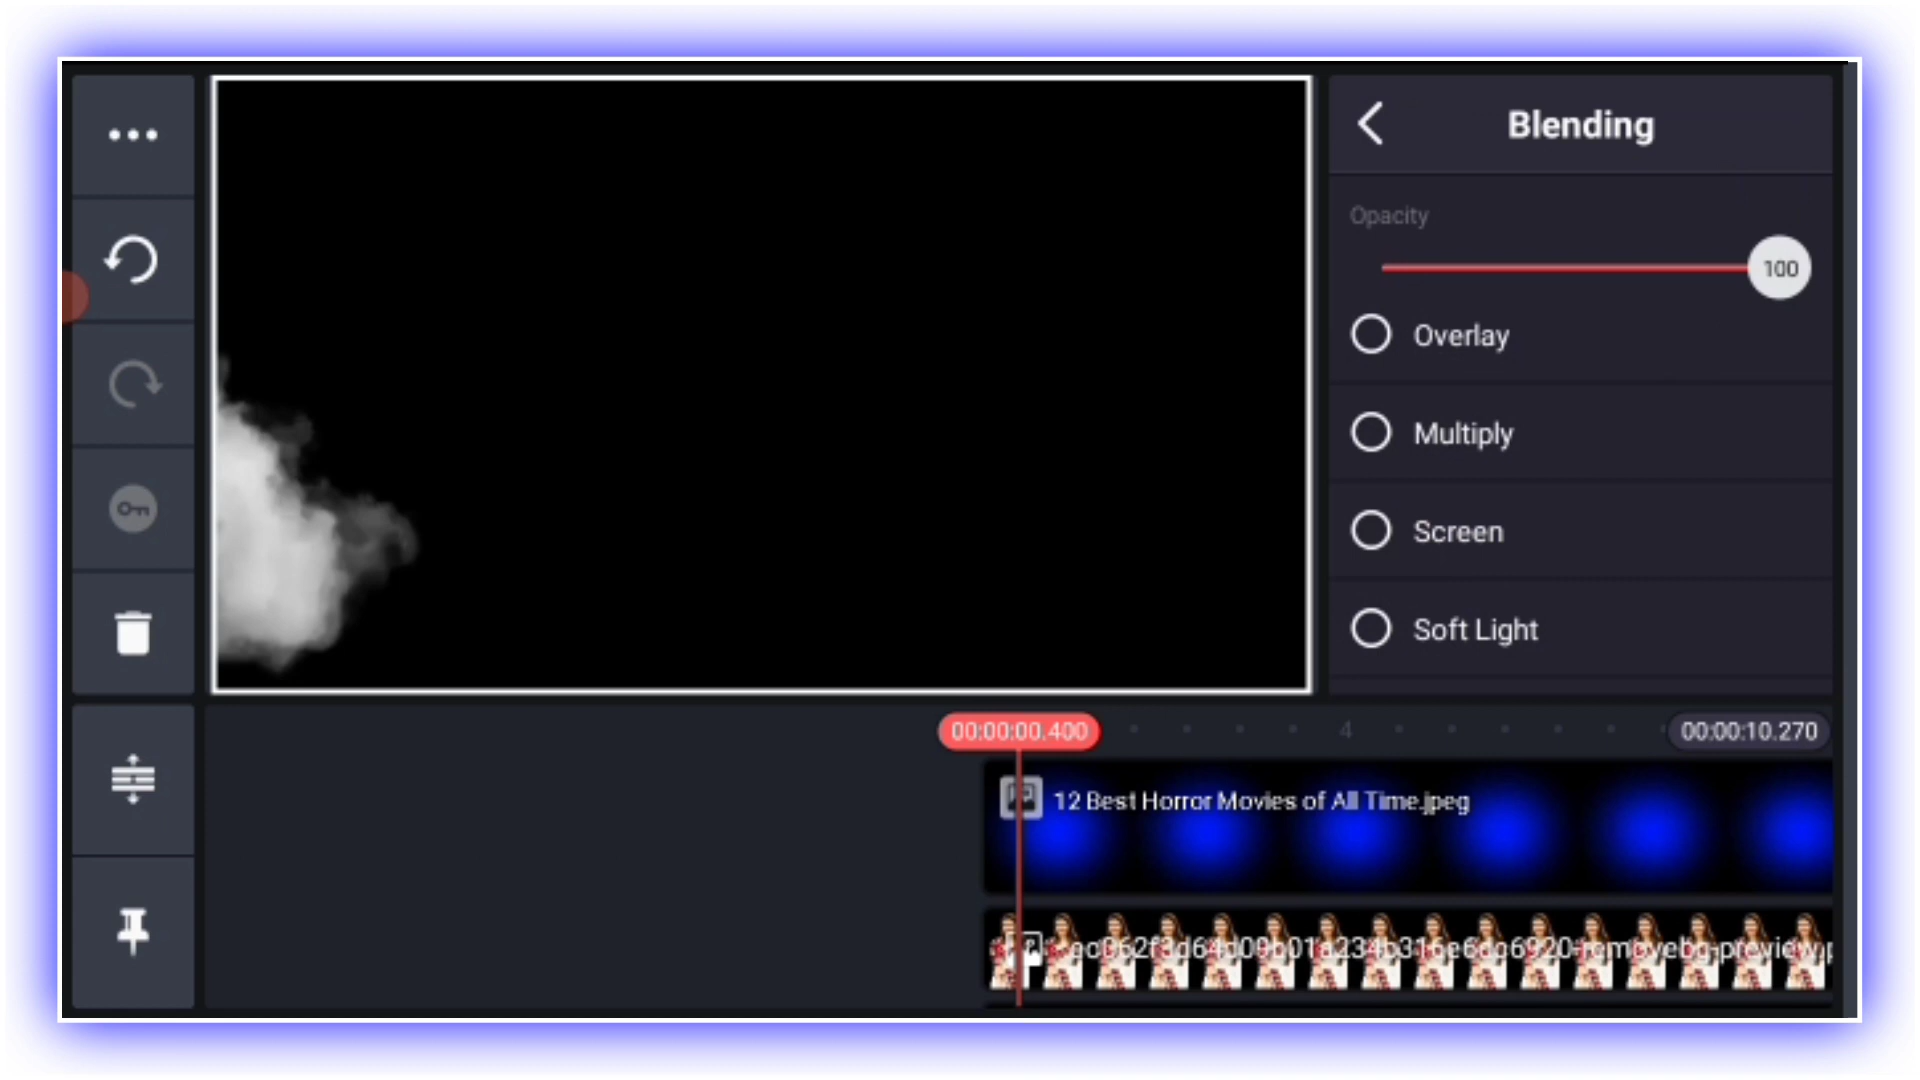 Blending
Opacity
100
Overlay
Multiply
Screen
Soft Light
00:00:00.400
4
00:00:10.270
12 Best Horror Movies of All Time.jpeg